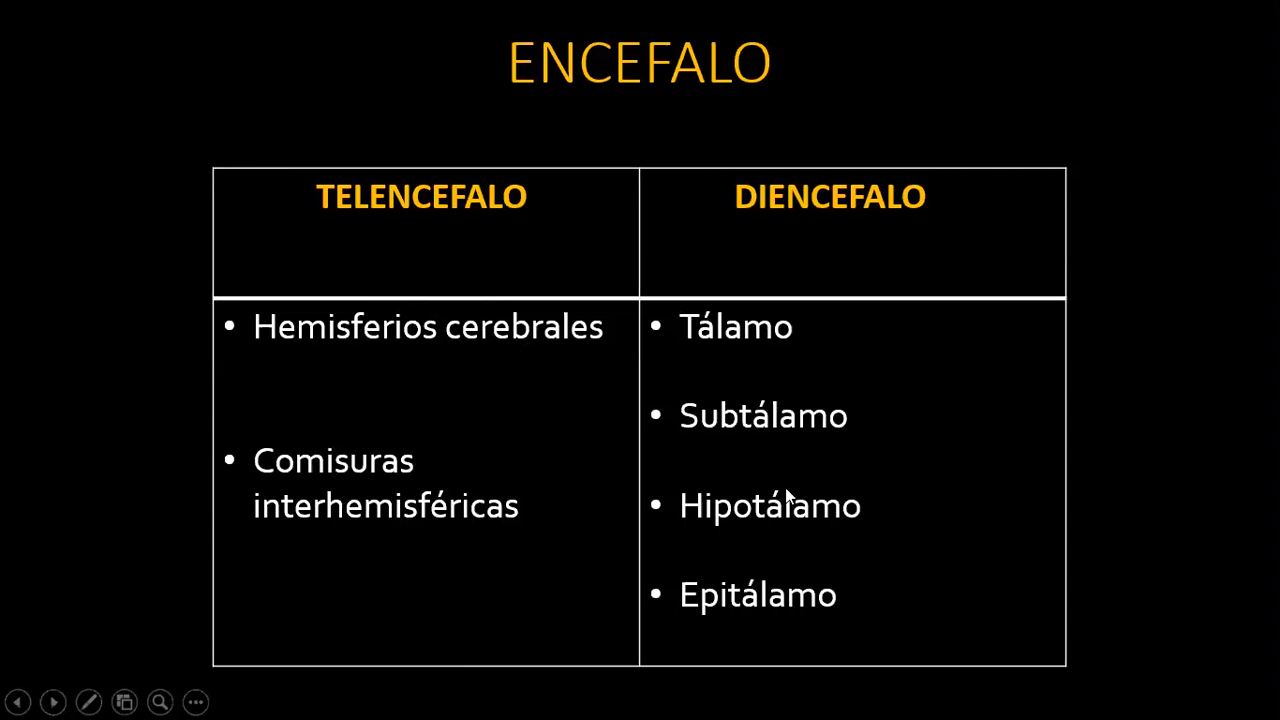 ENCEFALO
TELENCEFALO
DIENCEFALO
• Hemisferios cerebrales
• Comisuras
interhemisféricas
• Tálamo
• Subtálamo
• Hipotálamo
• Epitálamo